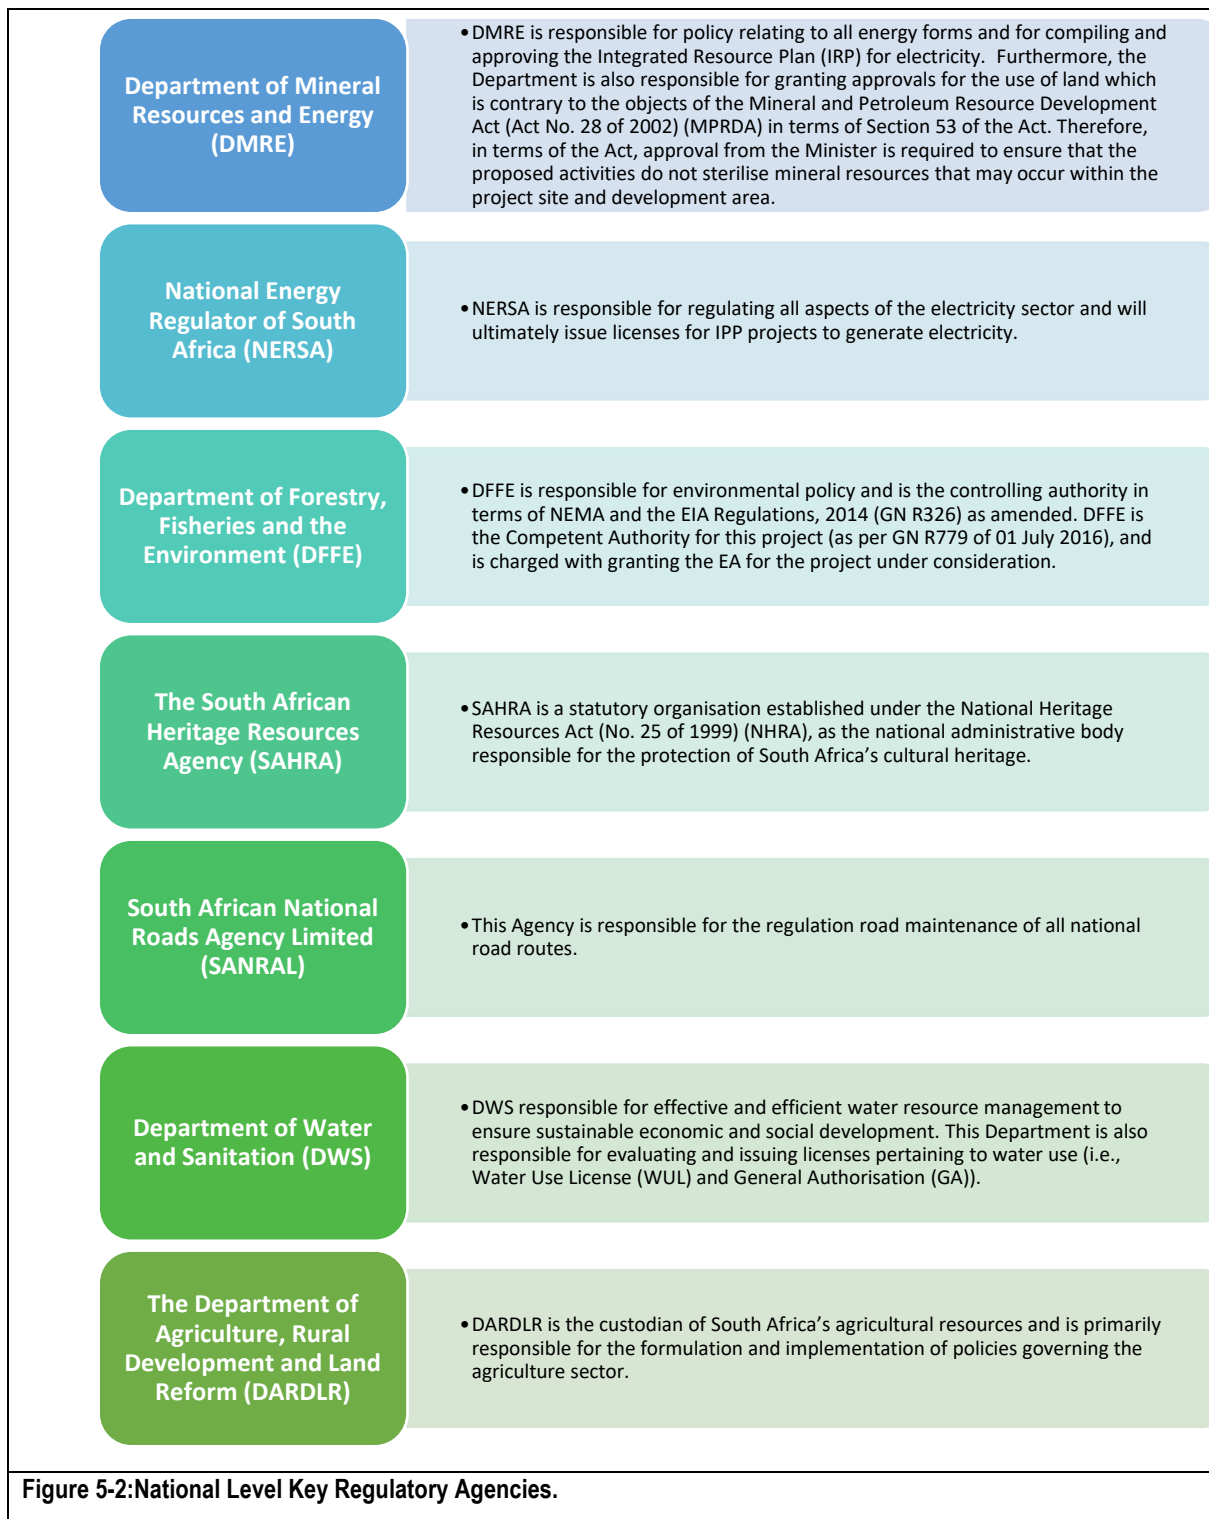 Department of Mineral
Resources and Energy
(DMRE)
•DMRE is responsible for policy relating to all energy forms and for compiling and
approving the Integrated Resource Plan (IRP) for electricity.  Furthermore, the
Department is also responsible for granting approvals for the use of land which
is contrary to the objects of the Mineral and Petroleum Resource Development
Act (Act No. 28 of 2002) (MPRDA) in terms of Section 53 of the Act. Therefore,
in terms of the Act, approval from the Minister is required to ensure that the
proposed activities do not sterilise mineral resources that may occur within the
project site and development area.
National Energy
Regulator of South
Africa (NERSA)
•NERSA is responsible for regulating all aspects of the electricity sector and will
ultimately issue licenses for IPP projects to generate electricity.
Department of Forestry,
Fisheries and the
Environment (DFFE)
•DFFE is responsible for environmental policy and is the controlling authority in
terms of NEMA and the EIA Regulations, 2014 (GN R326) as amended. DFFE is
the Competent Authority for this project (as per GN R779 of 01 July 2016), and
is charged with granting the EA for the project under consideration.
The South African
Heritage Resources
Agency (SAHRA)
•SAHRA is a statutory organisation established under the National Heritage
Resources Act (No. 25 of 1999) (NHRA), as the national administrative body
responsible for the protection of South Africa’s cultural heritage.
South African National
Roads Agency Limited
(SANRAL)
•This Agency is responsible for the regulation road maintenance of all national
road routes.
Department of Water
and Sanitation (DWS)
•DWS responsible for effective and efficient water resource management to
ensure sustainable economic and social development. This Department is also
responsible for evaluating and issuing licenses pertaining to water use (i.e.,
Water Use License (WUL) and General Authorisation (GA)).
The Department of
Agriculture, Rural
Development and Land
Reform (DARDLR)
•DARDLR is the custodian of South Africa’s agricultural resources and is primarily
responsible for the formulation and implementation of policies governing the
agriculture sector.
Figure 5-2:National Level Key Regulatory Agencies.